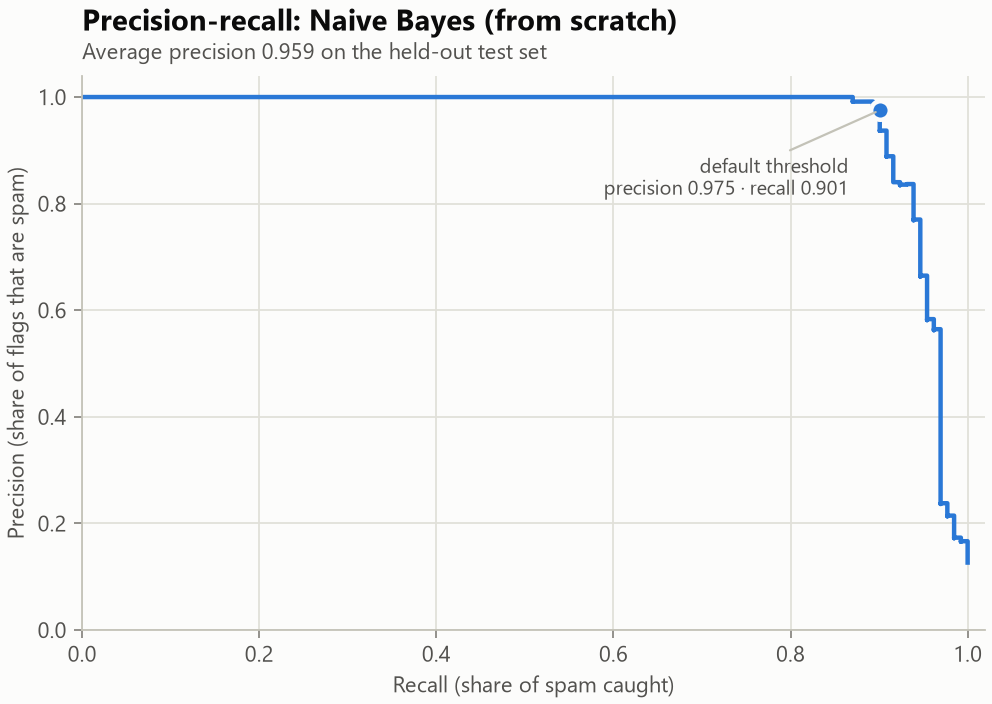 Precision-recall: Naive Bayes (from scratch)
Average precision 0.959 on the held-out test set
Precision (share of flags that are spam)
1.0
0.8
0.6
0.4
0.2
0.0
default threshold
precision 0.975 · recall 0.901
0.0 0.2 0.4 0.6 0.8 1.0
Recall (share of spam caught)